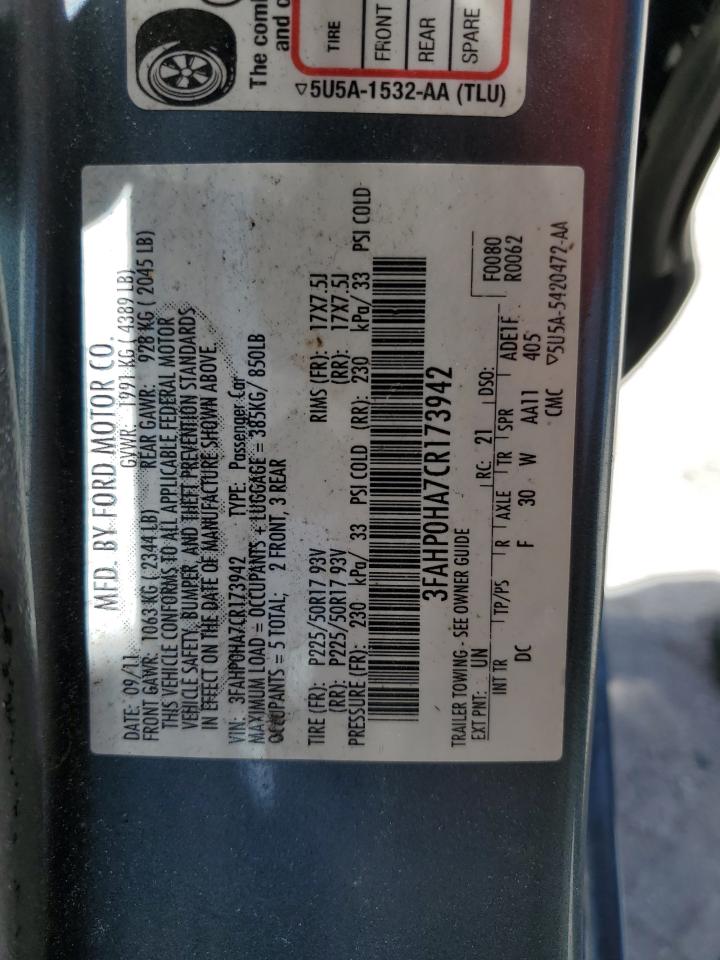 The comb
and c
TIRE
FRONT
REAR
SPARE
▽5U5A-1532-AA (TLU)
MFD. BY FORD MOTOR CO.
DATE: 09/11 GVWR: 1991 KG ( 4389 LB)
FRONT GAWR: 1063 KG ( 2344 LB) REAR GAWR: 928 KG ( 2045 LB)
THIS VEHICLE CONFORMS TO ALL APPLICABLE FEDERAL MOTOR
VEHICLE SAFETY, BUMPER, AND THEFT PREVENTION STANDARDS
IN EFFECT ON THE DATE OF MANUFACTURE SHOWN ABOVE.
VIN: 3FAHP0HA7CR173942 TYPE: Passenger Car
MAXIMUM LOAD = OCCUPANTS + LUGGAGE = 385KG/ 850LB
OCCUPANTS = 5 TOTAL; 2 FRONT, 3 REAR
TIRE (FR): P225/50R17 93V RIMS (FR): 17X7.5J
(RR): P225/50R17 93V (RR): 17X7.5J
PRESSURE (FR): 230 kPa/ 33 PSI COLD (RR): 230 kPa/ 33 PSI COLD
3FAHP0HA7CR173942
TRAILER TOWING - SEE OWNER GUIDE F0080
EXT PNT: UN RC: 21 DSO: R0062
INT TR TP/PS R AXLE TR SPR ADE1F
DC F 30 W AA11 405
CMC ▽5U5A-5420472-AA